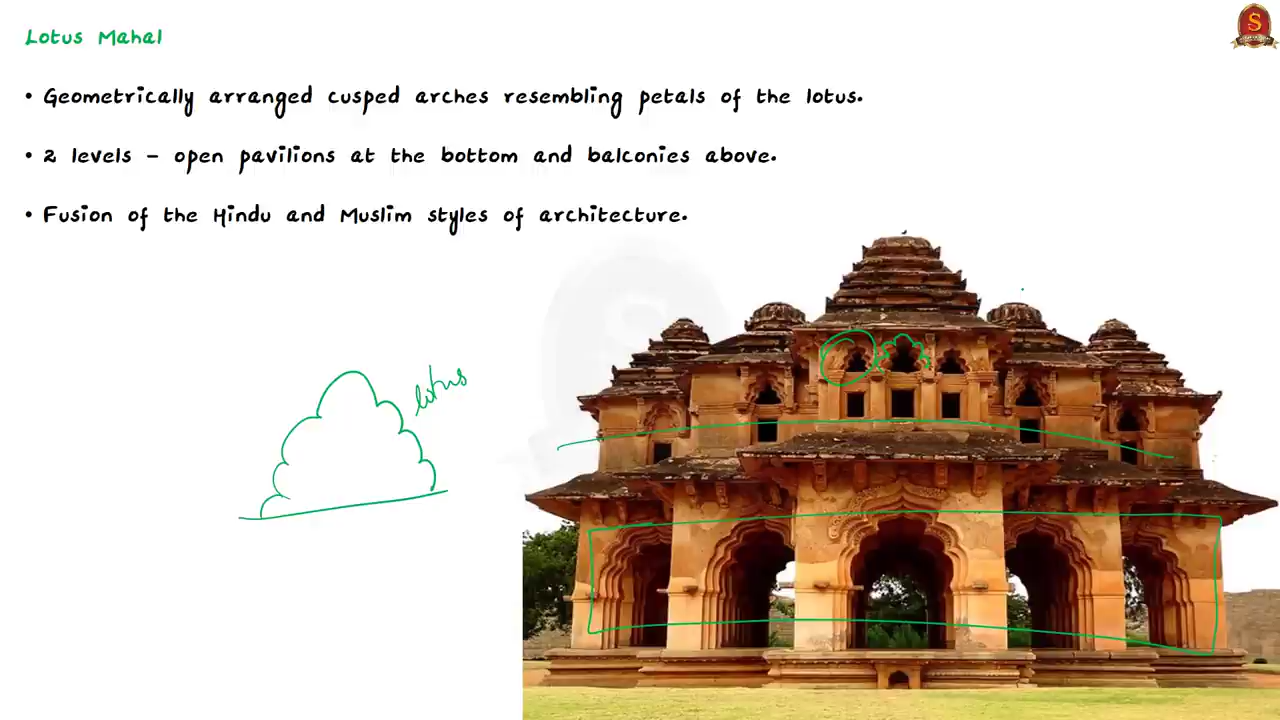 Lotus Mahal
• Geometrically arranged cusped arches resembling petals of the lotus.
• 2 levels – open pavilions at the bottom and balconies above.
• Fusion of the Hindu and Muslim styles of architecture.
lotus
S
S